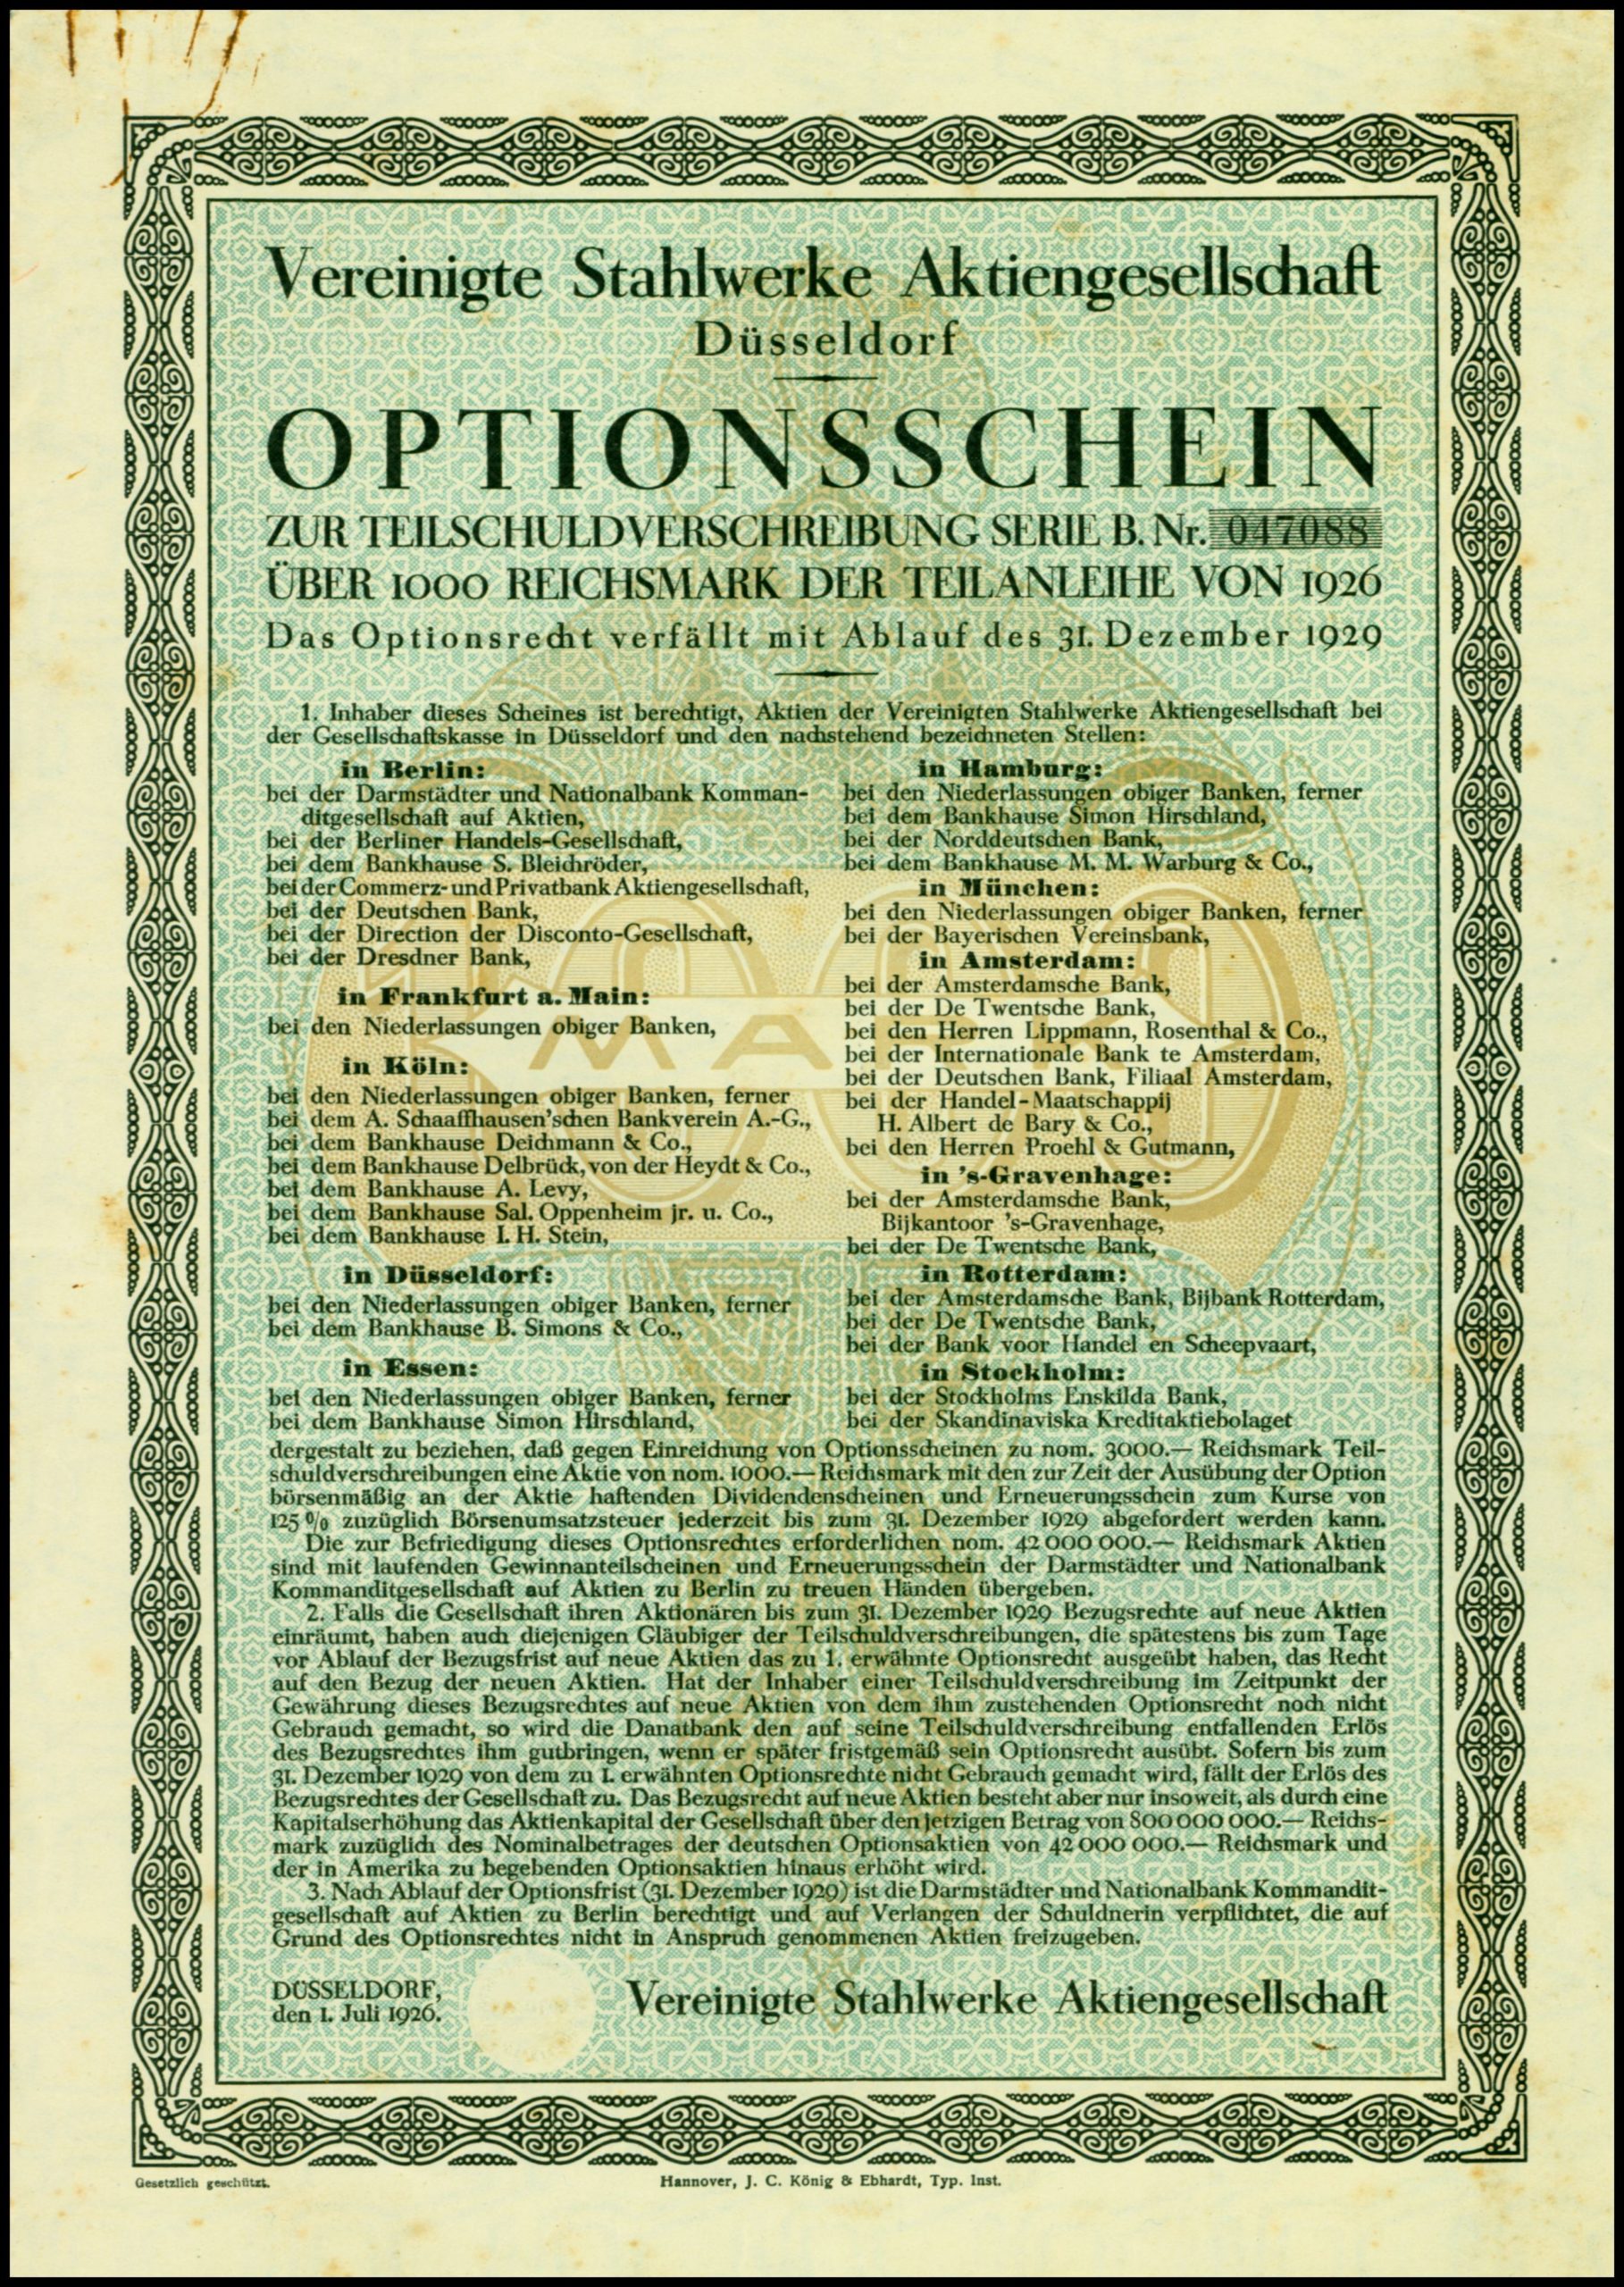 Vereinigte Stahlwerke Aktiengesellschaft
Düsseldorf
OPTIONSSCHEIN
ZUR TEILSCHULDVERSCHREIBUNG SERIE B. Nr. 047088
ÜBER 1000 REICHSMARK DER TEILANLEIHE VON 1926
Das Optionsrecht verfällt mit Ablauf des 31. Dezember 1929
1. Inhaber dieses Scheines ist berechtigt, Aktien der Vereinigten Stahlwerke Aktiengesellschaft bei
der Gesellschaftskasse in Düsseldorf und den nachstehend bezeichneten Stellen:
in Berlin:
bei der Darmstädter und Nationalbank Komman-
ditgesellschaft auf Aktien,
bei der Berliner Handels-Gesellschaft,
bei dem Bankhause S. Bleichröder,
bei der Commerz- und Privatbank Aktiengesellschaft,
bei der Deutschen Bank,
bei der Direction der Disconto-Gesellschaft,
bei der Dresdner Bank,
in Frankfurt a. Main:
bei den Niederlassungen obiger Banken,
in Köln:
bei den Niederlassungen obiger Banken, ferner
bei dem A. Schaaffhausen'schen Bankverein A.-G.,
bei dem Bankhause Deichmann & Co.,
bei dem Bankhause Delbrück, von der Heydt & Co.,
bei dem Bankhause A. Levy,
bei dem Bankhause Sal. Oppenheim jr. u. Co.,
bei dem Bankhause I. H. Stein,
in Düsseldorf:
bei den Niederlassungen obiger Banken, ferner
bei dem Bankhause B. Simons & Co.,
in Essen:
bei den Niederlassungen obiger Banken, ferner
bei dem Bankhause Simon Hirschland,
in Hamburg:
bei den Niederlassungen obiger Banken, ferner
bei dem Bankhause Simon Hirschland,
bei der Norddeutschen Bank,
bei dem Bankhause M. M. Warburg & Co.,
in München:
bei den Niederlassungen obiger Banken, ferner
bei der Bayerischen Vereinsbank,
in Amsterdam:
bei der Amsterdamsche Bank,
bei der De Twentsche Bank,
bei den Herren Lippmann, Rosenthal & Co.,
bei der Internationale Bank te Amsterdam,
bei der Deutschen Bank, Filiaal Amsterdam,
bei der Handel-Maatschappij
H. Albert de Bary & Co.,
bei den Herren Proehl & Gutmann,
in 's-Gravenhage:
bei der Amsterdamsche Bank,
Bijkantoor 's-Gravenhage,
bei der De Twentsche Bank,
in Rotterdam:
bei der Amsterdamsche Bank, Bijbank Rotterdam,
bei der De Twentsche Bank,
bei der Bank voor Handel en Scheepvaart,
in Stockholm:
bei der Stockholms Enskilda Bank,
bei der Skandinaviska Kreditaktiebolaget
1000
MARK
dergestalt zu beziehen, daß gegen Einreichung von Optionsscheinen zu nom. 3000.— Reichsmark Teil-
schuldverschreibungen eine Aktie von nom. 1000.— Reichsmark mit den zur Zeit der Ausübung der Option
börsenmäßig an der Aktie haftenden Dividendenscheinen und Erneuerungsschein zum Kurse von
125 % zuzüglich Börsenumsatzsteuer jederzeit bis zum 31. Dezember 1929 abgefordert werden kann.
Die zur Befriedigung dieses Optionsrechtes erforderlichen nom. 42 000 000.— Reichsmark Aktien
sind mit laufenden Gewinnanteilscheinen und Erneuerungsschein der Darmstädter und Nationalbank
Kommanditgesellschaft auf Aktien zu Berlin zu treuen Händen übergeben.
2. Falls die Gesellschaft ihren Aktionären bis zum 31. Dezember 1929 Bezugsrechte auf neue Aktien
einräumt, haben auch diejenigen Gläubiger der Teilschuldverschreibungen, die spätestens bis zum Tage
vor Ablauf der Bezugsfrist auf neue Aktien das zu 1. erwähnte Optionsrecht ausgeübt haben, das Recht
auf den Bezug der neuen Aktien. Hat der Inhaber einer Teilschuldverschreibung im Zeitpunkt der
Gewährung dieses Bezugsrechtes auf neue Aktien von dem ihm zustehenden Optionsrecht noch nicht
Gebrauch gemacht, so wird die Danatbank den auf seine Teilschuldverschreibung entfallenden Erlös
des Bezugsrechtes ihm gutbringen, wenn er später fristgemäß sein Optionsrecht ausübt. Sofern bis zum
31. Dezember 1929 von dem zu 1. erwähnten Optionsrechte nicht Gebrauch gemacht wird, fällt der Erlös des
Bezugsrechtes der Gesellschaft zu. Das Bezugsrecht auf neue Aktien besteht aber nur insoweit, als durch eine
Kapitalserhöhung das Aktienkapital der Gesellschaft über den jetzigen Betrag von 800 000 000.— Reichs-
mark zuzüglich des Nominalbetrages der deutschen Optionsaktien von 42 000 000.— Reichsmark und
der in Amerika zu begebenden Optionsaktien hinaus erhöht wird.
3. Nach Ablauf der Optionsfrist (31. Dezember 1929) ist die Darmstädter und Nationalbank Kommandit-
gesellschaft auf Aktien zu Berlin berechtigt und auf Verlangen der Schuldnerin verpflichtet, die auf
Grund des Optionsrechtes nicht in Anspruch genommenen Aktien freizugeben.
DÜSSELDORF,
den 1. Juli 1926.
Vereinigte Stahlwerke Aktiengesellschaft
Gesetzlich geschützt.
Hannover, J. C. König & Ebhardt, Typ. Inst.